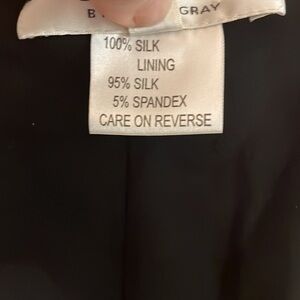 GRAY
100% SILK
LINING
95% SILK
5% SPANDEX
CARE ON REVERSE